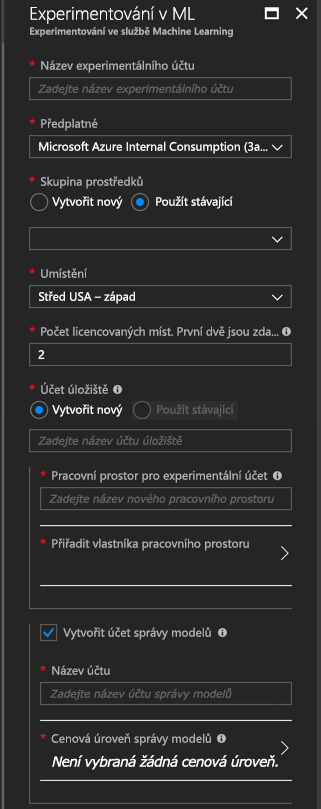 Experimentování v ML
Experimentování ve službě Machine Learning
* Název experimentálního účtu
Zadejte název experimentálního účtu
* Předplatné
Microsoft Azure Internal Consumption (3a...
* Skupina prostředků
Vytvořit nový Použít stávající
* Umístění
Střed USA – západ
* Počet licencovaných míst. První dvě jsou zda...
2
* Účet úložiště
Vytvořit nový Použít stávající
Zadejte název účtu úložiště
* Pracovní prostor pro experimentální účet
Zadejte název nového pracovního prostoru
* Přiřadit vlastníka pracovního prostoru
Vytvořit účet správy modelů
* Název účtu
Zadejte název účtu správy modelů
* Cenová úroveň správy modelů
Není vybraná žádná cenová úroveň.